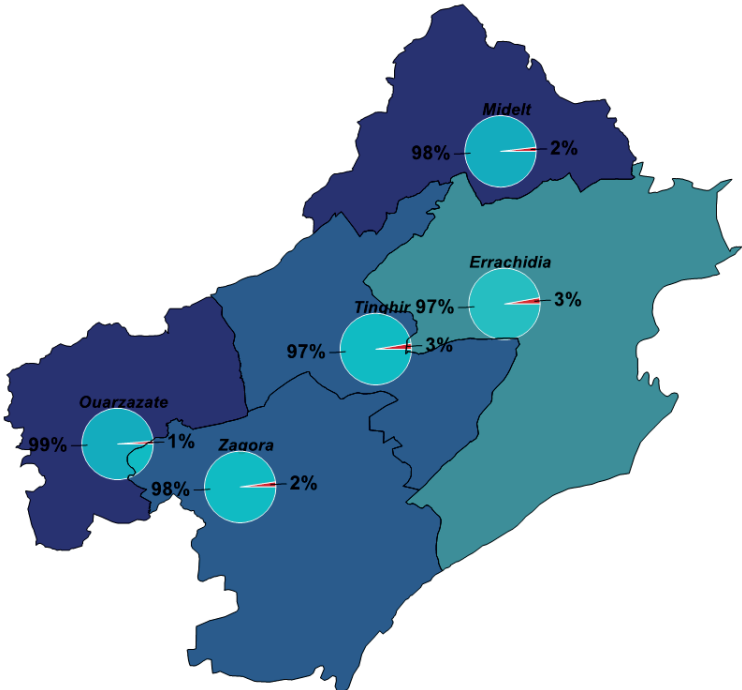 Midelt
98% 2%
Errachidia
97% 3%
Tinghir
97% 3%
Ouarzazate
99% 1%
Zagora
98% 2%